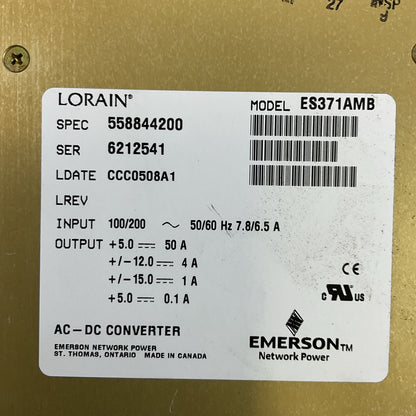 27
LORAIN®
MODEL ES371AMB
SPEC 558844200
SER 6212541
LDATE CCC0508A1
LREV
INPUT 100/200 ~ 50/60 Hz 7.8/6.5 A
OUTPUT +5.0 ⎓ 50 A
+/-12.0 ⎓ 4 A
+/-15.0 ⎓ 1 A
+5.0 ⎓ 0.1 A
CE
c RU US
AC-DC CONVERTER
EMERSON NETWORK POWER
ST. THOMAS, ONTARIO MADE IN CANADA
EMERSON™
Network Power